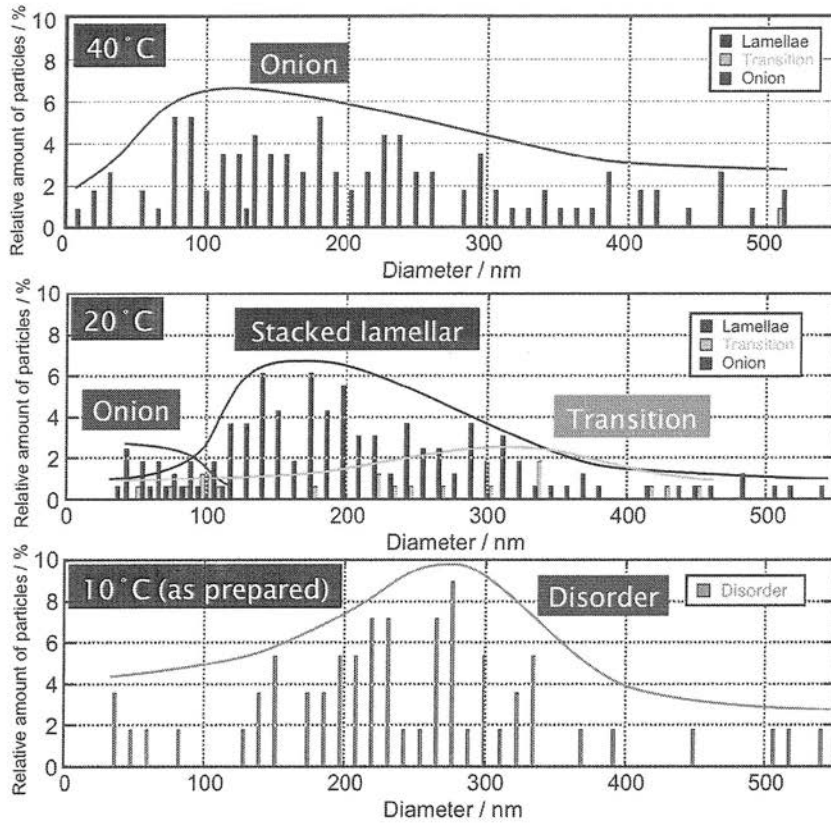 Relative amount of particles / %
10
8
6
4
2
0
40°C
Onion
Lamellae
Transition
Onion
0 100 200 300 400 500
Diameter / nm
Relative amount of particles / %
10
8
6
4
2
0
20°C
Stacked lamellar
Onion
Transition
Lamellae
Transition
Onion
0 100 200 300 400 500
Diameter / nm
Relative amount of particles / %
10
8
6
4
2
0
10°C (as prepared)
Disorder
Disorder
0 100 200 300 400 500
Diameter / nm